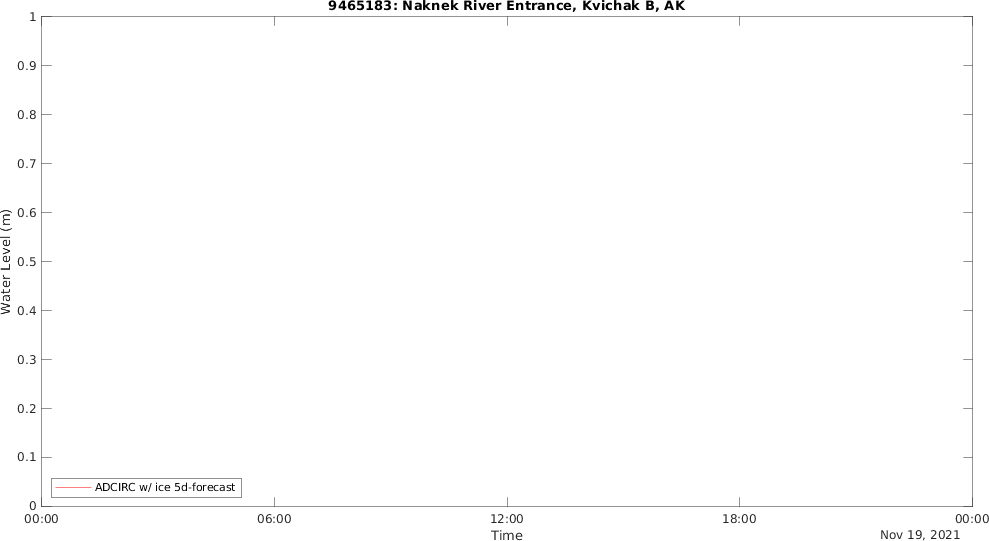 9465183: Naknek River Entrance, Kvichak B, AK
1
0.9
0.8
0.7
0.6
0.5
0.4
0.3
0.2
0.1
0
Water Level (m)
ADCIRC w/ ice 5d-forecast
00:00 06:00 12:00 18:00 00:00
Time
Nov 19, 2021